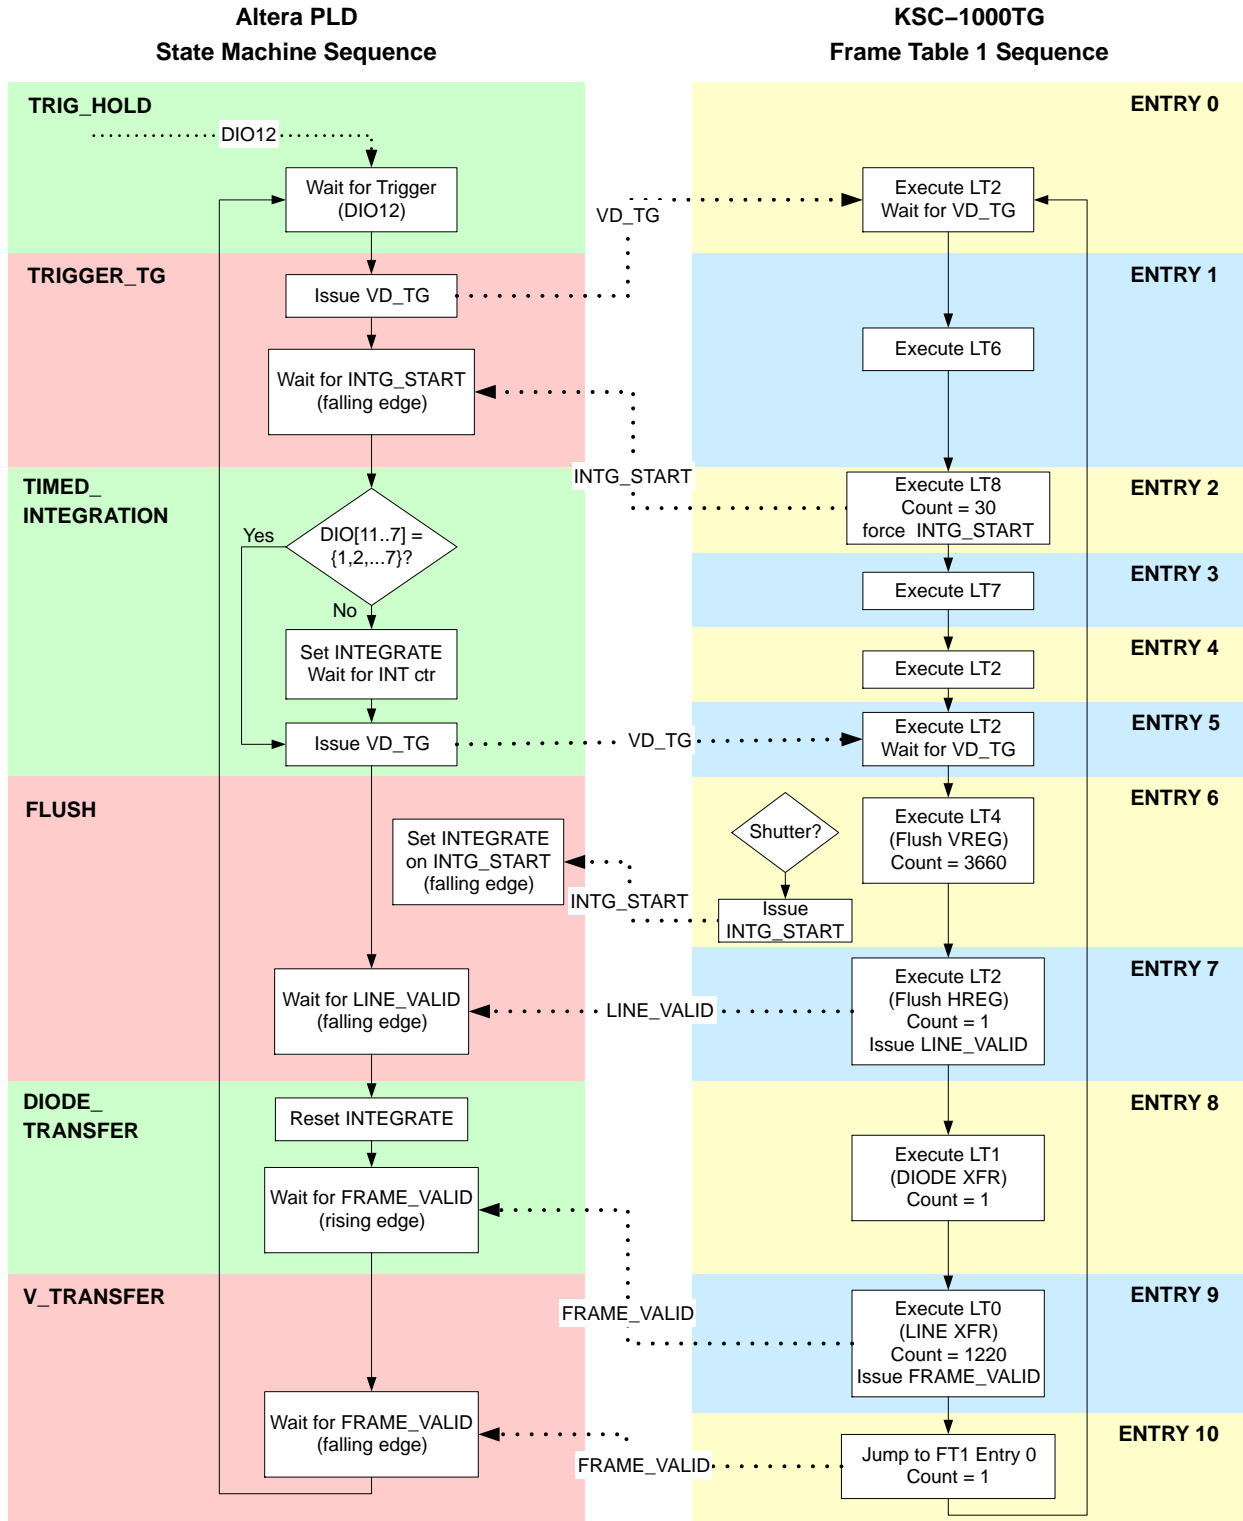 Altera PLD
State Machine Sequence
KSC−1000TG
Frame Table 1 Sequence
TRIG_HOLD
DIO12
Wait for Trigger
(DIO12)
VD_TG
ENTRY 0
Execute LT2
Wait for VD_TG
TRIGGER_TG
Issue VD_TG
Wait for INTG_START
(falling edge)
ENTRY 1
Execute LT6
INTG_START
TIMED_
INTEGRATION
DIO[11..7] =
{1,2,...7}?
Yes
No
Set INTEGRATE
Wait for INT ctr
Issue VD_TG
VD_TG
ENTRY 2
Execute LT8
Count = 30
force INTG_START
ENTRY 3
Execute LT7
ENTRY 4
Execute LT2
ENTRY 5
Execute LT2
Wait for VD_TG
FLUSH
Set INTEGRATE
on INTG_START
(falling edge)
INTG_START
Shutter?
Issue
INTG_START
ENTRY 6
Execute LT4
(Flush VREG)
Count = 3660
Wait for LINE_VALID
(falling edge)
LINE_VALID
ENTRY 7
Execute LT2
(Flush HREG)
Count = 1
Issue LINE_VALID
DIODE_
TRANSFER
Reset INTEGRATE
Wait for FRAME_VALID
(rising edge)
ENTRY 8
Execute LT1
(DIODE XFR)
Count = 1
V_TRANSFER
FRAME_VALID
ENTRY 9
Execute LT0
(LINE XFR)
Count = 1220
Issue FRAME_VALID
Wait for FRAME_VALID
(falling edge)
FRAME_VALID
ENTRY 10
Jump to FT1 Entry 0
Count = 1